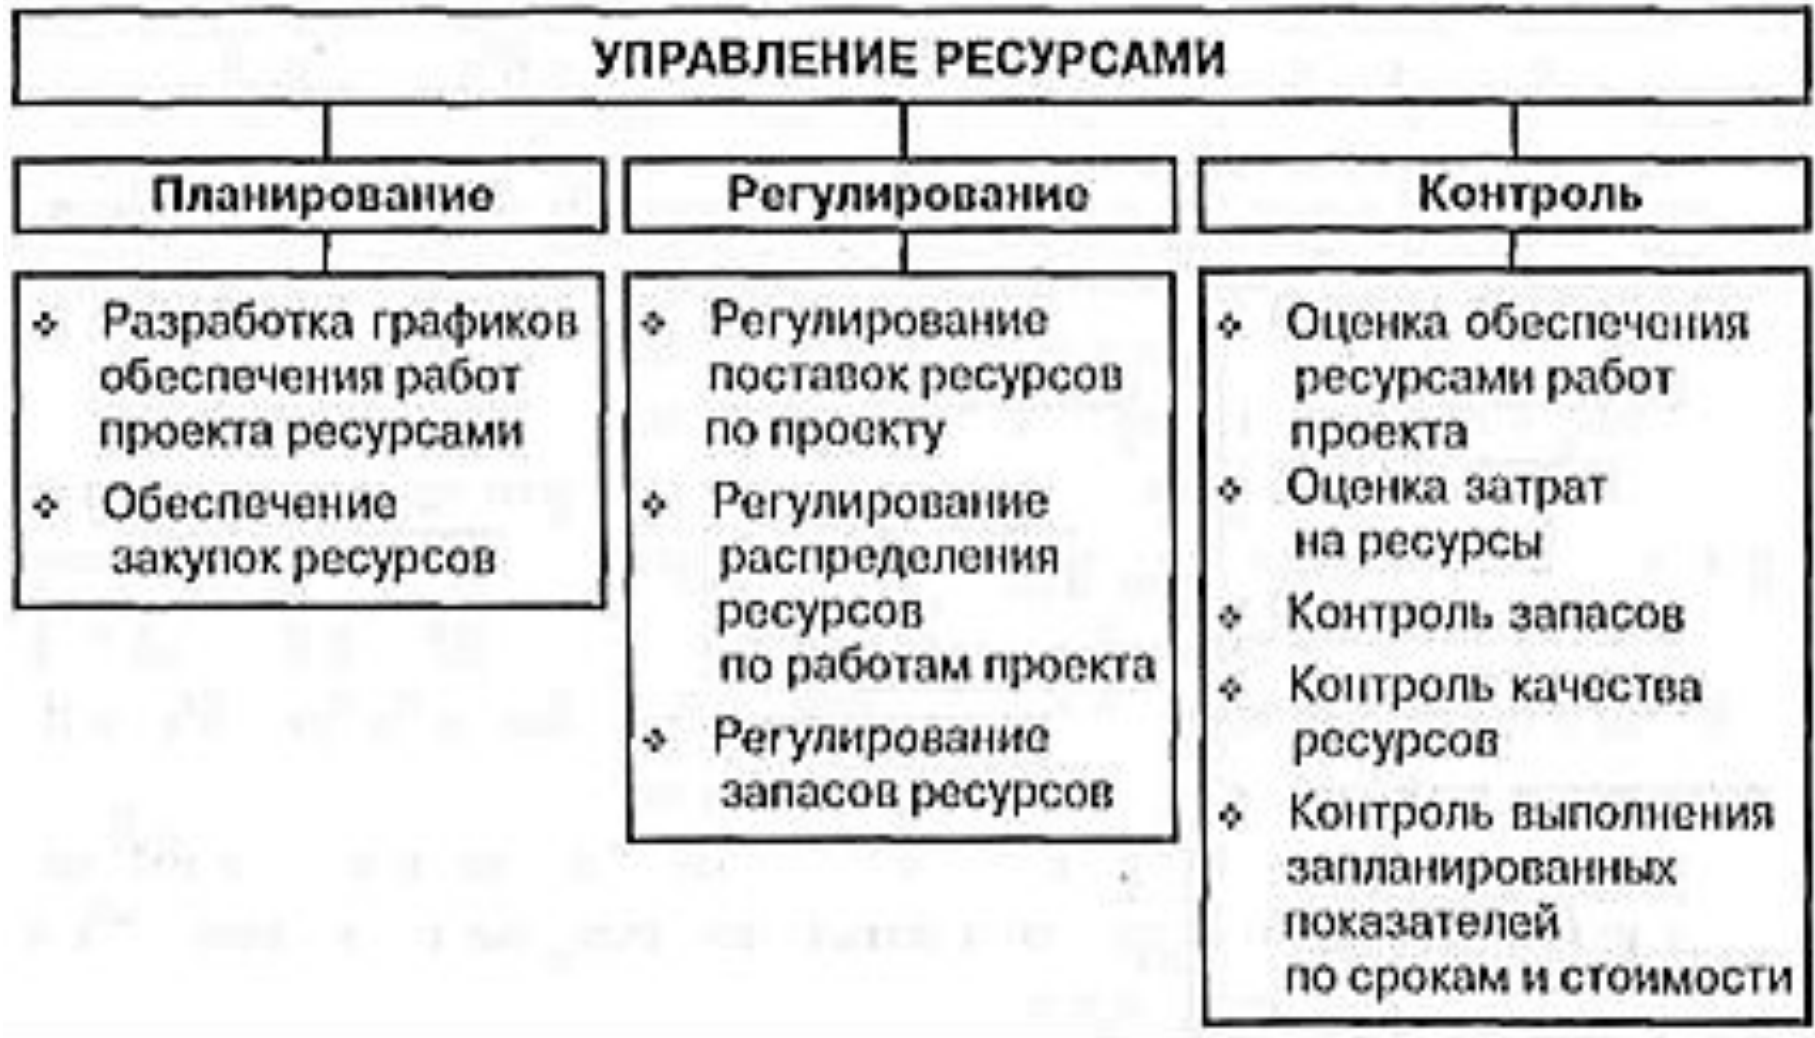 УПРАВЛЕНИЕ РЕСУРСАМИ
Планирование
Разработка графиков
обеспечения работ
проекта ресурсами
Обеспечение
закупок ресурсов
Регулирование
Регулирование
поставок ресурсов
по проекту
Регулирование
распределения
ресурсов
по работам проекта
Регулирование
запасов ресурсов
Контроль
Оценка обеспечения
ресурсами работ
проекта
Оценка затрат
на ресурсы
Контроль запасов
Контроль качества
ресурсов
Контроль выполнения
запланированных
показателей
по срокам и стоимости